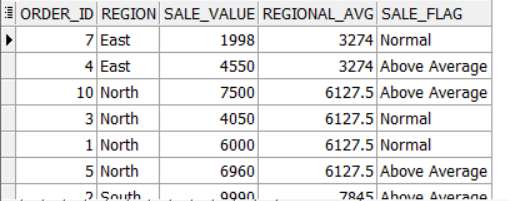 ORDER_ID REGION SALE_VALUE REGIONAL_AVG SALE_FLAG
7 East 1998 3274 Normal
4 East 4550 3274 Above Average
10 North 7500 6127.5 Above Average
3 North 4050 6127.5 Normal
1 North 6000 6127.5 Normal
5 North 6960 6127.5 Above Average
2 South 9990 7845 Above Average